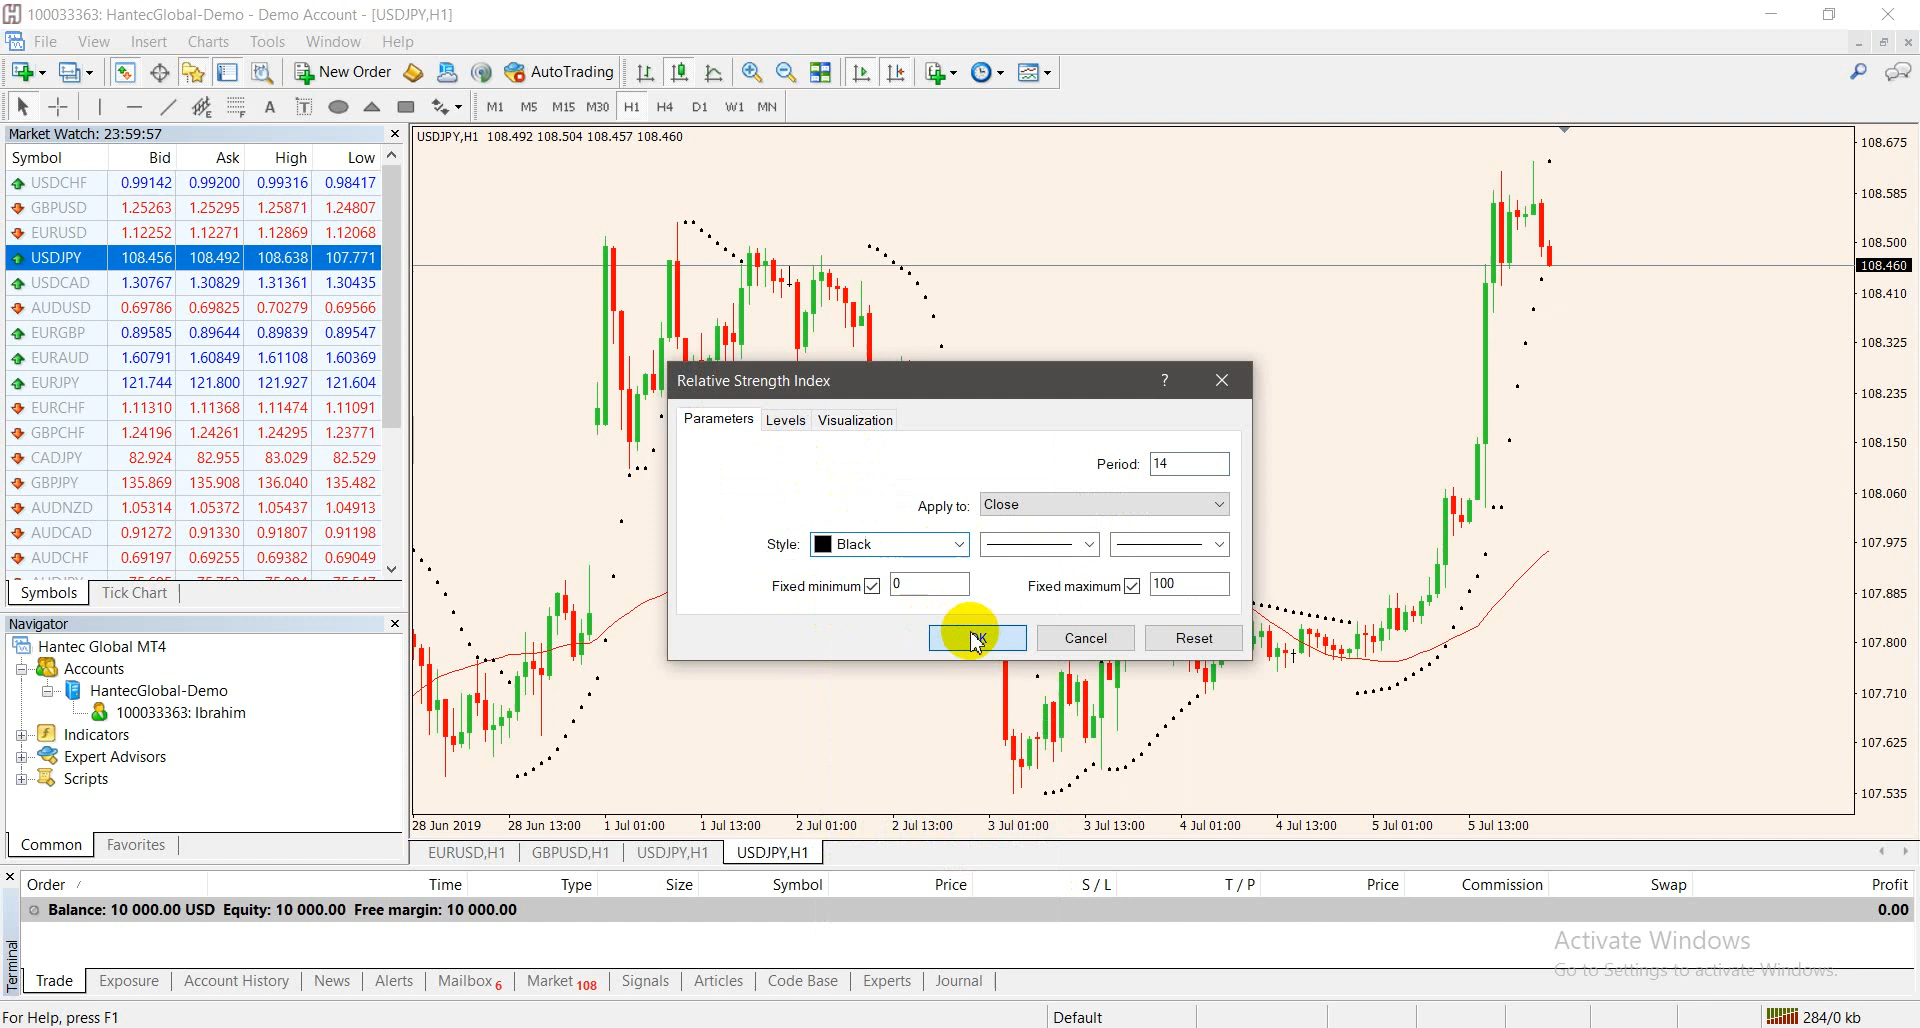 100033363: HantecGlobal-Demo - Demo Account - [USDJPY,H1]
File View Insert Charts Tools Window Help
New Order AutoTrading
A T M1 M5 M15 M30 H1 H4 D1 W1 MN
Market Watch: 23:59:57
Symbol Bid Ask High Low
USDCHF 0.99142 0.99200 0.99316 0.98417
GBPUSD 1.25263 1.25295 1.25871 1.24807
EURUSD 1.12252 1.12271 1.12869 1.12068
USDJPY 108.456 108.492 108.638 107.771
USDCAD 1.30767 1.30829 1.31361 1.30435
AUDUSD 0.69786 0.69825 0.70279 0.69566
EURGBP 0.89585 0.89644 0.89839 0.89547
EURAUD 1.60791 1.60849 1.61108 1.60369
EURJPY 121.744 121.800 121.927 121.604
EURCHF 1.11310 1.11368 1.11474 1.11091
GBPCHF 1.24196 1.24261 1.24295 1.23771
CADJPY 82.924 82.955 83.029 82.529
GBPJPY 135.869 135.908 136.040 135.482
AUDNZD 1.05314 1.05372 1.05437 1.04913
AUDCAD 0.91272 0.91330 0.91807 0.91198
AUDCHF 0.69197 0.69255 0.69382 0.69049
Symbols Tick Chart
Navigator
Hantec Global MT4
Accounts
HantecGlobal-Demo
100033363: Ibrahim
Indicators
Expert Advisors
Scripts
Common Favorites
USDJPY,H1 108.492 108.504 108.457 108.460
108.675
108.585
108.500
108.460
108.410
108.325
108.235
108.150
108.060
107.975
107.885
107.800
107.710
107.625
107.535
Relative Strength Index ?
Parameters Levels Visualization
Period: 14
Apply to: Close
Style: Black
Fixed minimum 0 Fixed maximum 100
OK Cancel Reset
28 Jun 2019 28 Jun 13:00 1 Jul 01:00 1 Jul 13:00 2 Jul 01:00 2 Jul 13:00 3 Jul 01:00 3 Jul 13:00 4 Jul 01:00 4 Jul 13:00 5 Jul 01:00 5 Jul 13:00
EURUSD,H1 GBPUSD,H1 USDJPY,H1 USDJPY,H1
Order / Time Type Size Symbol Price S / L T / P Price Commission Swap Profit
Balance: 10 000.00 USD Equity: 10 000.00 Free margin: 10 000.00 0.00
Activate Windows
Go to Settings to activate Windows.
Terminal
Trade Exposure Account History News Alerts Mailbox 6 Market 108 Signals Articles Code Base Experts Journal
For Help, press F1 Default 284/0 kb